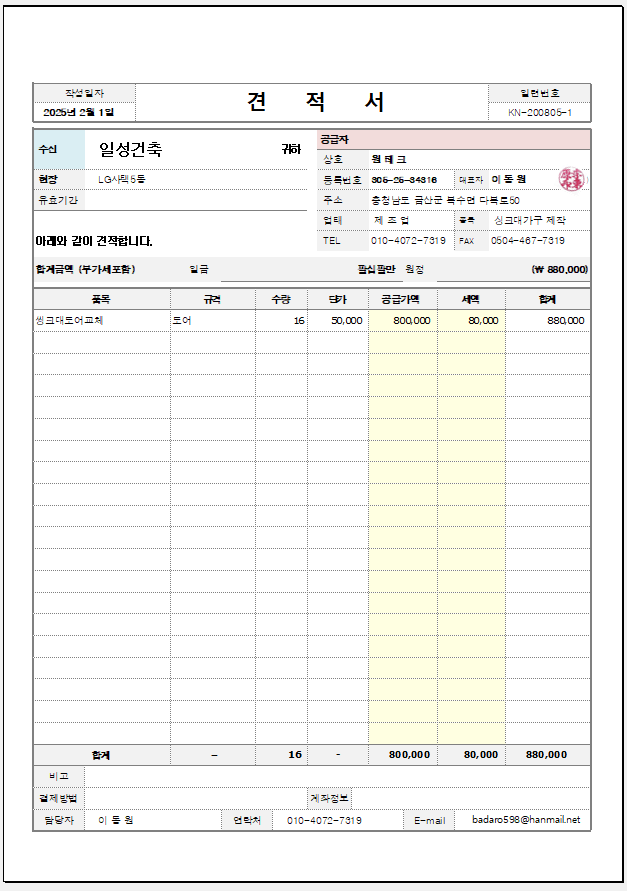 작성일자
2025년 2월 1일
견 적 서
일련번호
KN-200805-1
수신 일성건축 귀하
공급자
상호 원테크
현장 LG사택5동
등록번호 305-25-34316 대표자 이동원
유효기간
주소 충청남도 금산군 복수면 다복로50
업태 제조업 종목 싱크대가구 제작
아래와 같이 견적합니다.
TEL 010-4072-7319 FAX 0504-467-7319
합계금액 (부가세포함) 일금 팔십팔만 원정 (₩ 880,000)
품목 규격 수량 단가 공급가액 세액 합계
씽크대도어교체 도어 16 50,000 800,000 80,000 880,000
합계 - 16 - 800,000 80,000 880,000
비고
결제방법 계좌정보
담당자 이동원 연락처 010-4072-7319 E-mail badaro598@hanmail.net